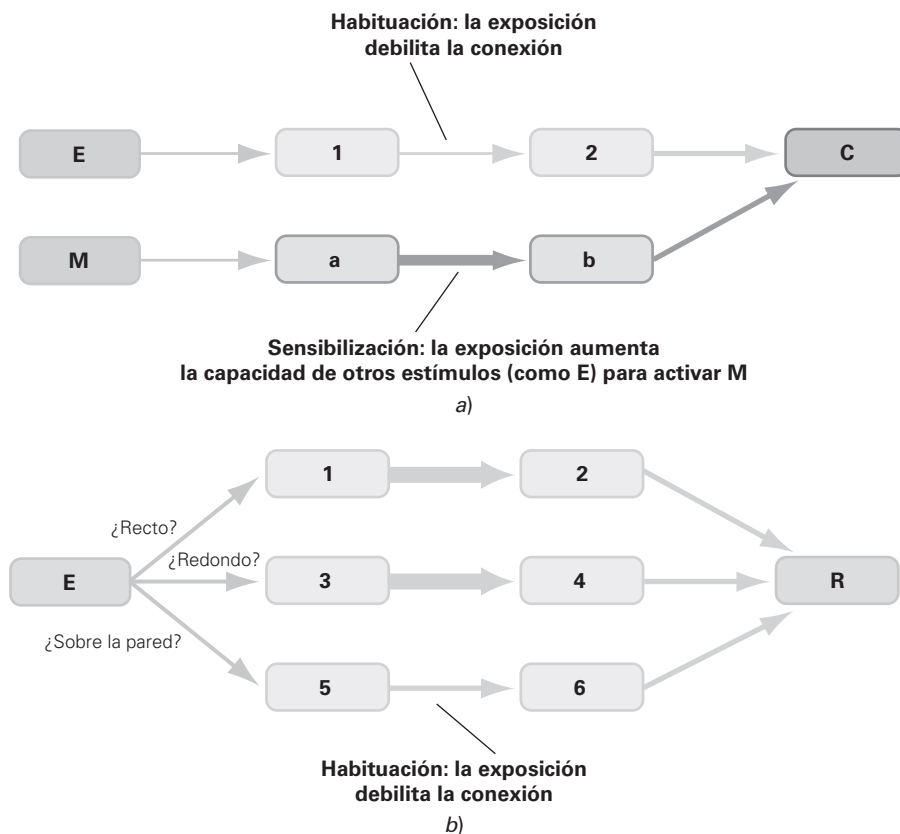 Habituación: la exposición
debilita la conexión
E
1
2
C
M
a
b
Sensibilización: la exposición aumenta
la capacidad de otros estímulos (como E) para activar M
a)
1
2
¿Recto?
¿Redondo?
E
3
4
R
¿Sobre la pared?
5
6
Habituación: la exposición
debilita la conexión
b)